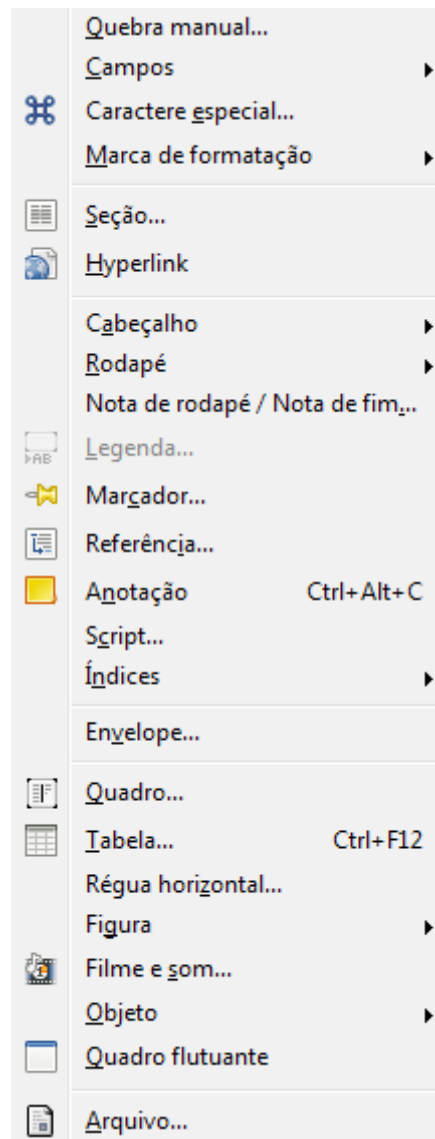 Quebra manual...
Campos
Caractere especial...
Marca de formatação
Seção...
Hyperlink
Cabeçalho
Rodapé
Nota de rodapé / Nota de fim...
Legenda...
Marcador...
Referência...
Anotação Ctrl+Alt+C
Script...
Índices
Envelope...
Quadro...
Tabela... Ctrl+F12
Régua horizontal...
Figura
Filme e som...
Objeto
Quadro flutuante
Arquivo...